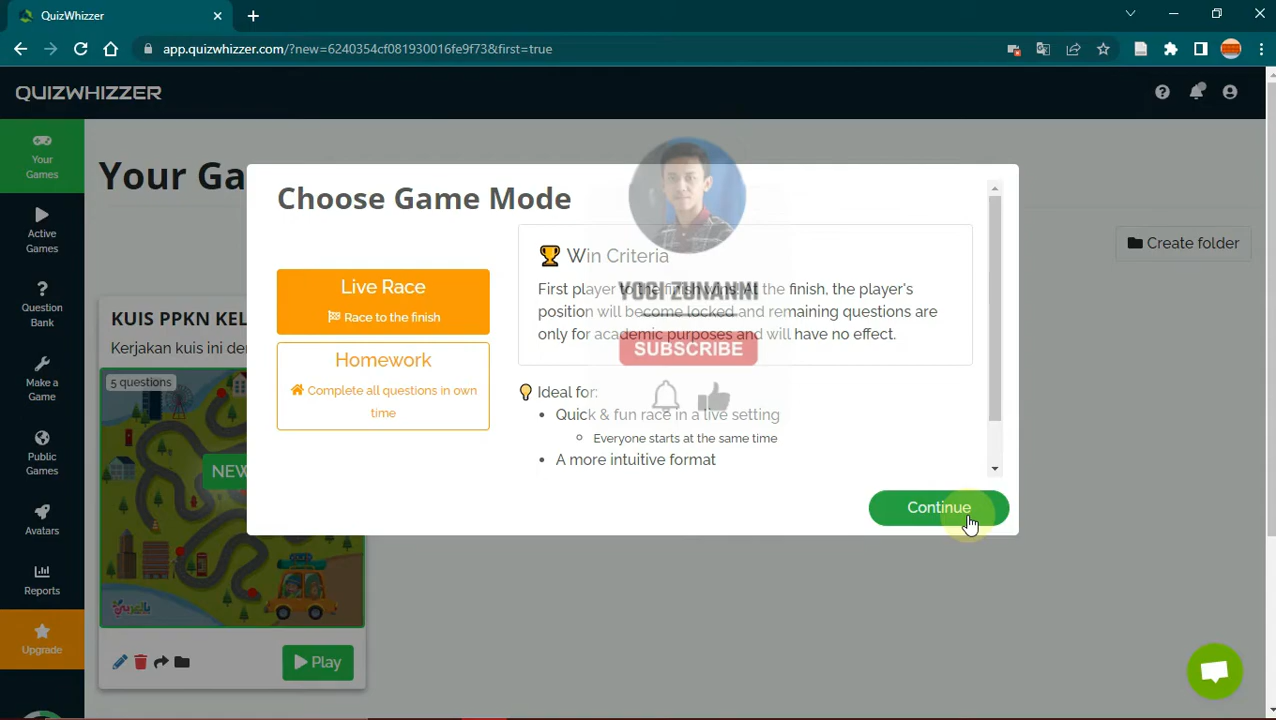 QuizWhizzer
app.quizwhizzer.com/?new=6240354cf081930016fe9f73&first=true
QUIZWHIZZER
Your
Games
Active
Games
Question
Bank
Make a
Game
Public
Games
Avatars
Reports
Upgrade
Your Ga
Create folder
KUIS PPKN KEL
Kerjakan kuis ini den
5 questions
NEW
بالعربي
Play
Choose Game Mode
Live Race
Race to the finish
Homework
Complete all questions in own
time
Win Criteria
First player to the finish wins. At the finish, the player's
position will become locked and remaining questions are
only for academic purposes and will have no effect.
YOGI ZUNANNI
SUBSCRIBE
Ideal for:
Quick & fun race in a live setting
Everyone starts at the same time
A more intuitive format
Continue